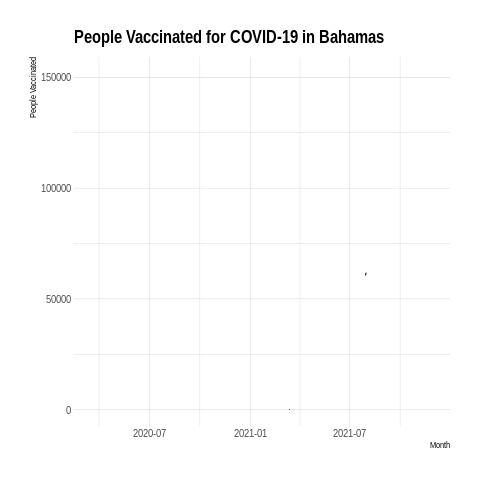 People Vaccinated for COVID-19 in Bahamas
People Vaccinated
150000
100000
50000
0
2020-07
2021-01
2021-07
Month